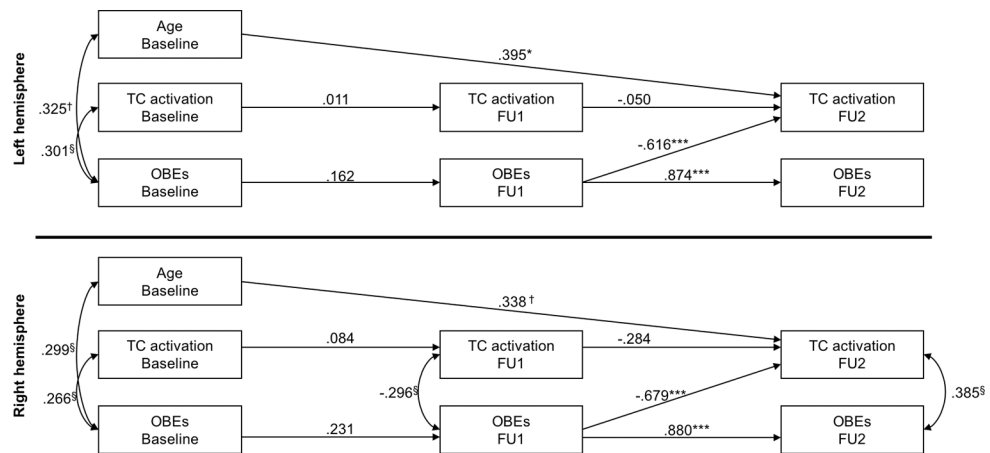 Left hemisphere
Age
Baseline
.395*
.325†
TC activation
Baseline
.011
TC activation
FU1
-.050
TC activation
FU2
.301§
-.616***
OBEs
Baseline
.162
OBEs
FU1
.874***
OBEs
FU2
Right hemisphere
Age
Baseline
.338†
.299§
TC activation
Baseline
.084
TC activation
FU1
-.284
TC activation
FU2
.266§
-.296§
-.679***
.385§
OBEs
Baseline
.231
OBEs
FU1
.880***
OBEs
FU2